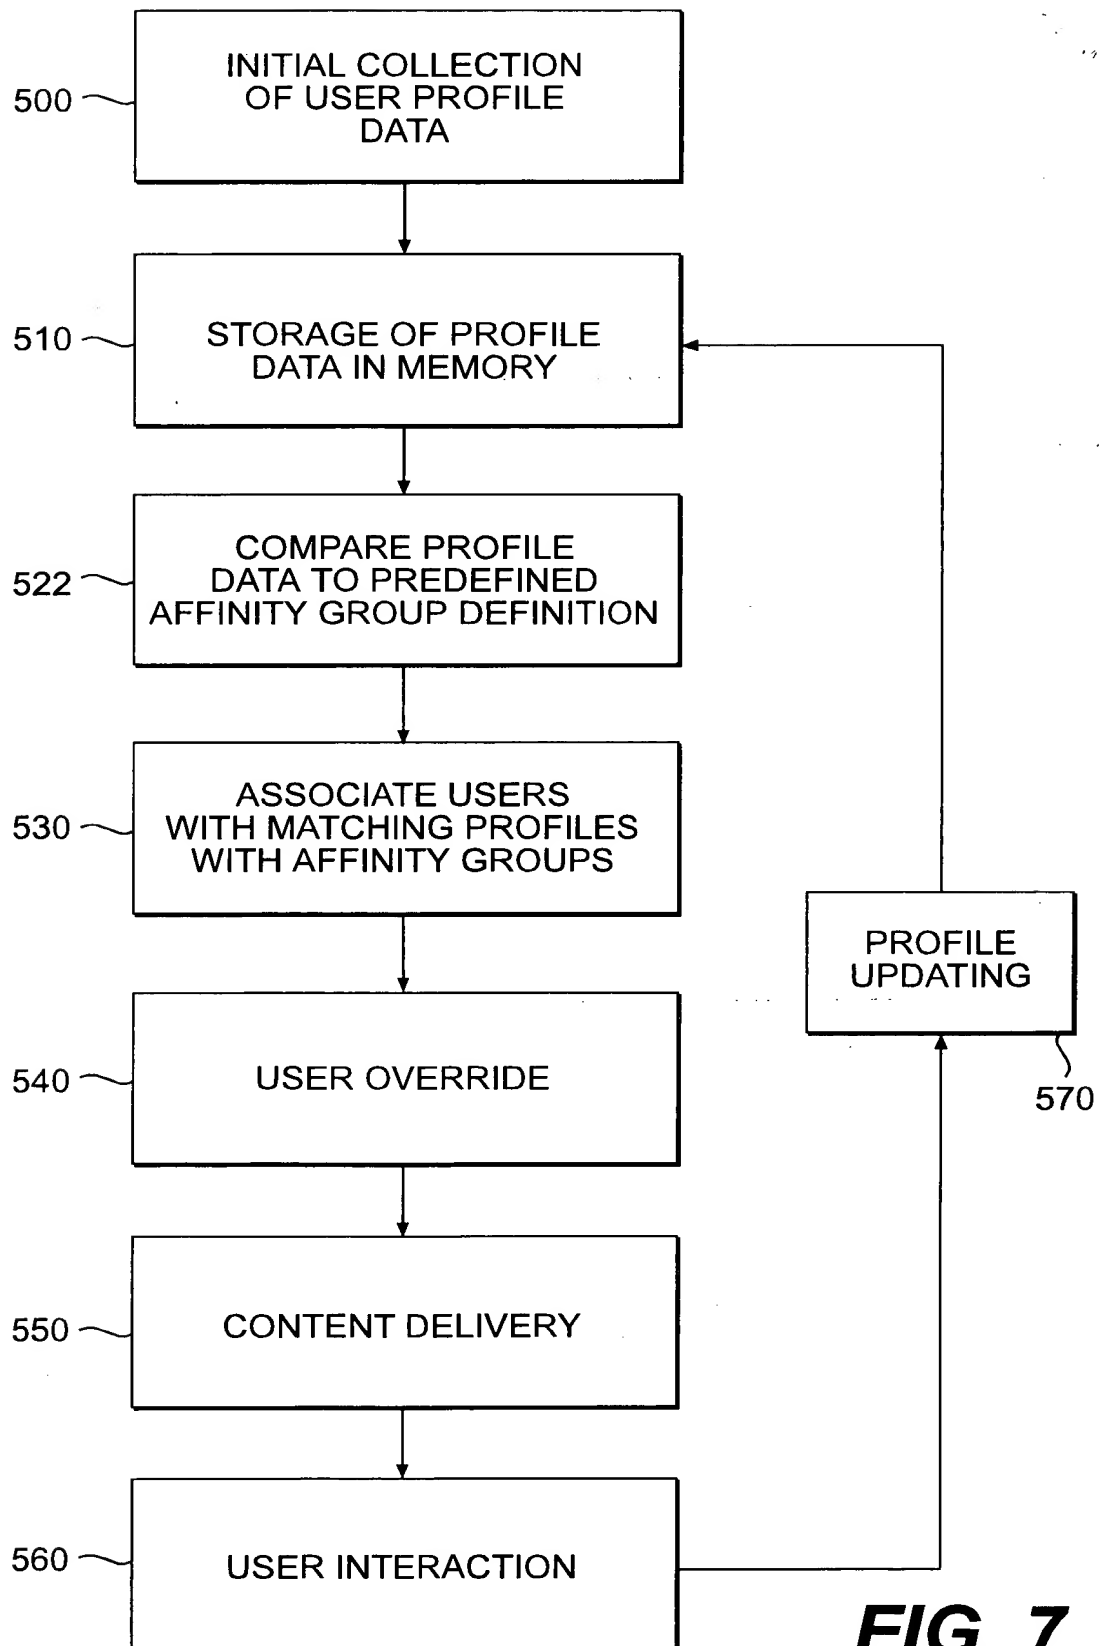 500
INITIAL COLLECTION
OF USER PROFILE
DATA
510
STORAGE OF PROFILE
DATA IN MEMORY
522
COMPARE PROFILE
DATA TO PREDEFINED
AFFINITY GROUP DEFINITION
530
ASSOCIATE USERS
WITH MATCHING PROFILES
WITH AFFINITY GROUPS
PROFILE
UPDATING
570
540
USER OVERRIDE
550
CONTENT DELIVERY
560
USER INTERACTION
FIG. 7